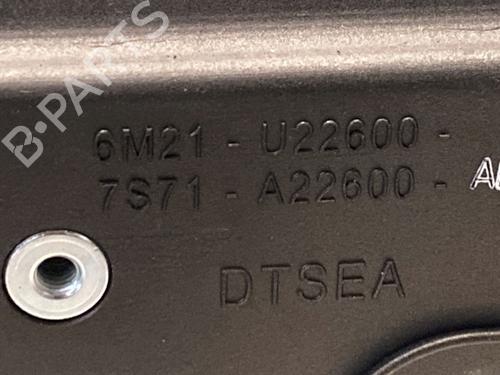 B-PARTS
6M21 - U22600 -
7S71 - A22600 -
DTSEA